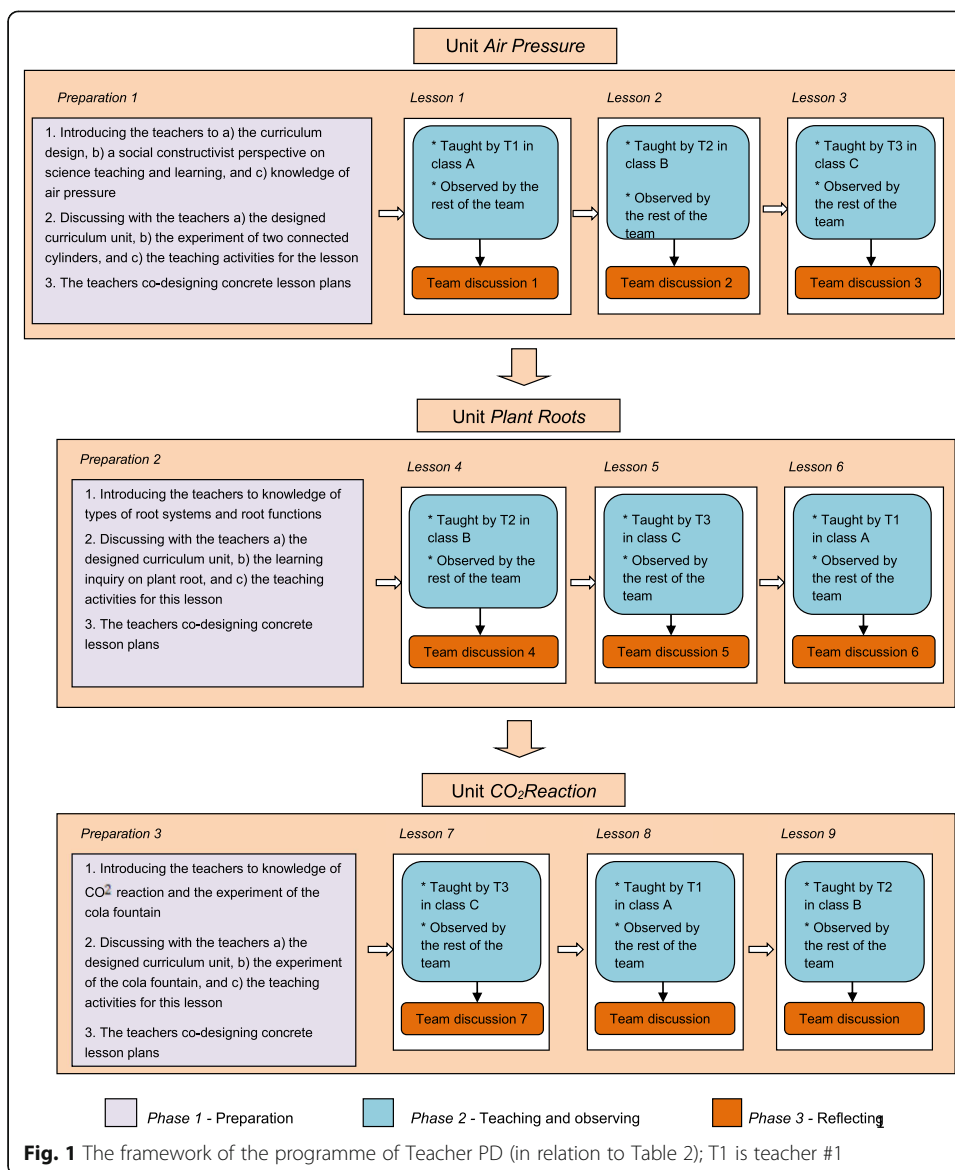 Unit Air Pressure
Preparation 1
1. Introducing the teachers to a) the curriculum
design, b) a social constructivist perspective on
science teaching and learning, and c) knowledge of
air pressure
2. Discussing with the teachers a) the designed
curriculum unit, b) the experiment of two connected
cylinders, and c) the teaching activities for the lesson
3. The teachers co-designing concrete lesson plans
Lesson 1
* Taught by T1 in
class A
* Observed by the
rest of the team
Team discussion 1
Lesson 2
* Taught by T2 in
class B
* Observed by
the rest of the
team
Team discussion 2
Lesson 3
* Taught by T3 in
class C
* Observed by
the rest of the
team
Team discussion 3
Unit Plant Roots
Preparation 2
1. Introducing the teachers to knowledge of
types of root systems and root functions
2. Discussing with the teachers a) the
designed curriculum unit, b) the learning
inquiry on plant root, and c) the teaching
activities for this lesson
3. The teachers co-designing concrete
lesson plans
Lesson 4
* Taught by T2 in
class B
* Observed by the
rest of the team
Team discussion 4
Lesson 5
* Taught by T3
in class C
* Observed by
the rest of the
team
Team discussion 5
Lesson 6
* Taught by T1
in class A
* Observed by
the rest of the
team
Team discussion 6
Unit CO₂Reaction
Preparation 3
1. Introducing the teachers to knowledge of
CO² reaction and the experiment of the
cola fountain
2. Discussing with the teachers a) the
designed curriculum unit, b) the experiment
of the cola fountain, and c) the teaching
activities for this lesson
3. The teachers co-designing concrete
lesson plans
Lesson 7
* Taught by T3
in class C
* Observed by
the rest of the
team
Team discussion 7
Lesson 8
* Taught by T1
in class A
* Observed by
the rest of the
team
Team discussion
Lesson 9
* Taught by T2
in class B
* Observed by
the rest of the
team
Team discussion
Phase 1 - Preparation
Phase 2 - Teaching and observing
Phase 3 - Reflecting
Fig. 1 The framework of the programme of Teacher PD (in relation to Table 2); T1 is teacher #1